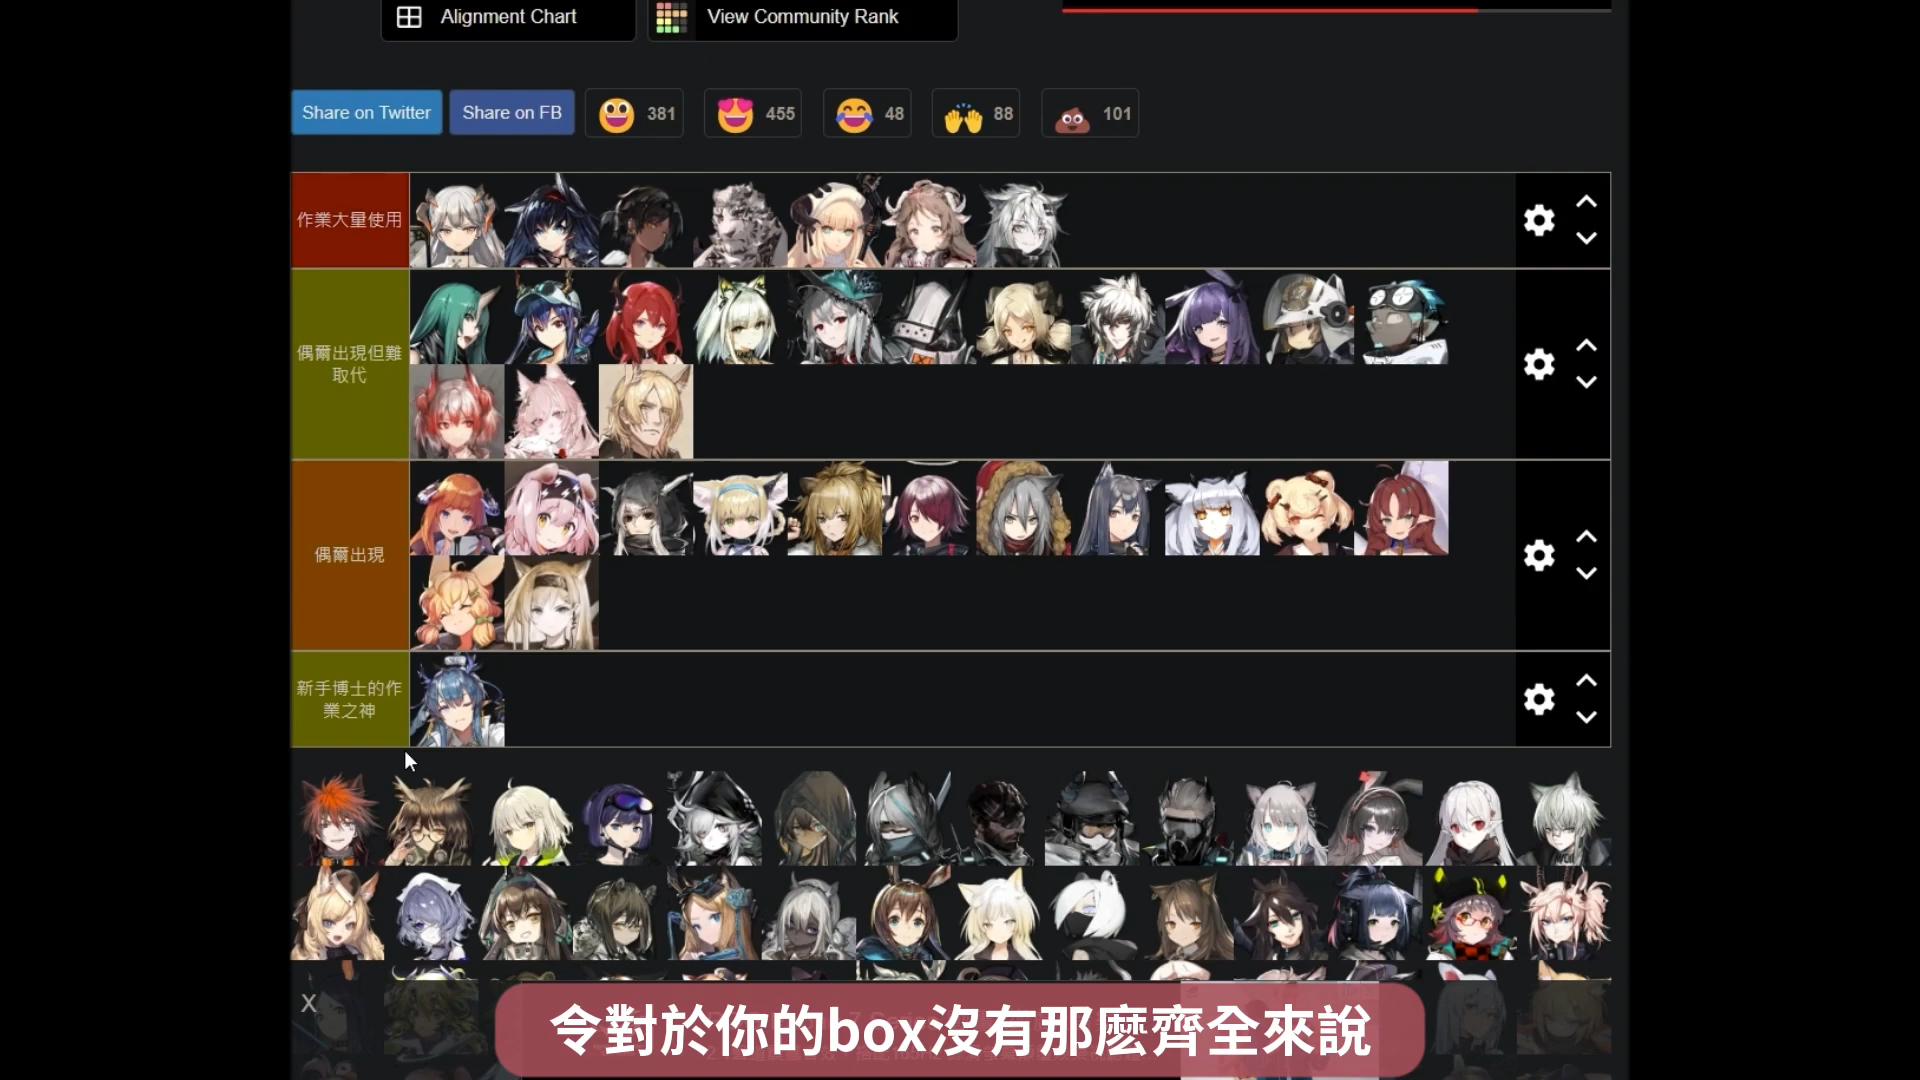 Alignment Chart
View Community Rank
Share on Twitter
Share on FB
381
455
48
88
101
作業大量使用
偶爾出現但難
取代
偶爾出現
新手博士的作
業之神
X
令對於你的box沒有那麼齊全來說